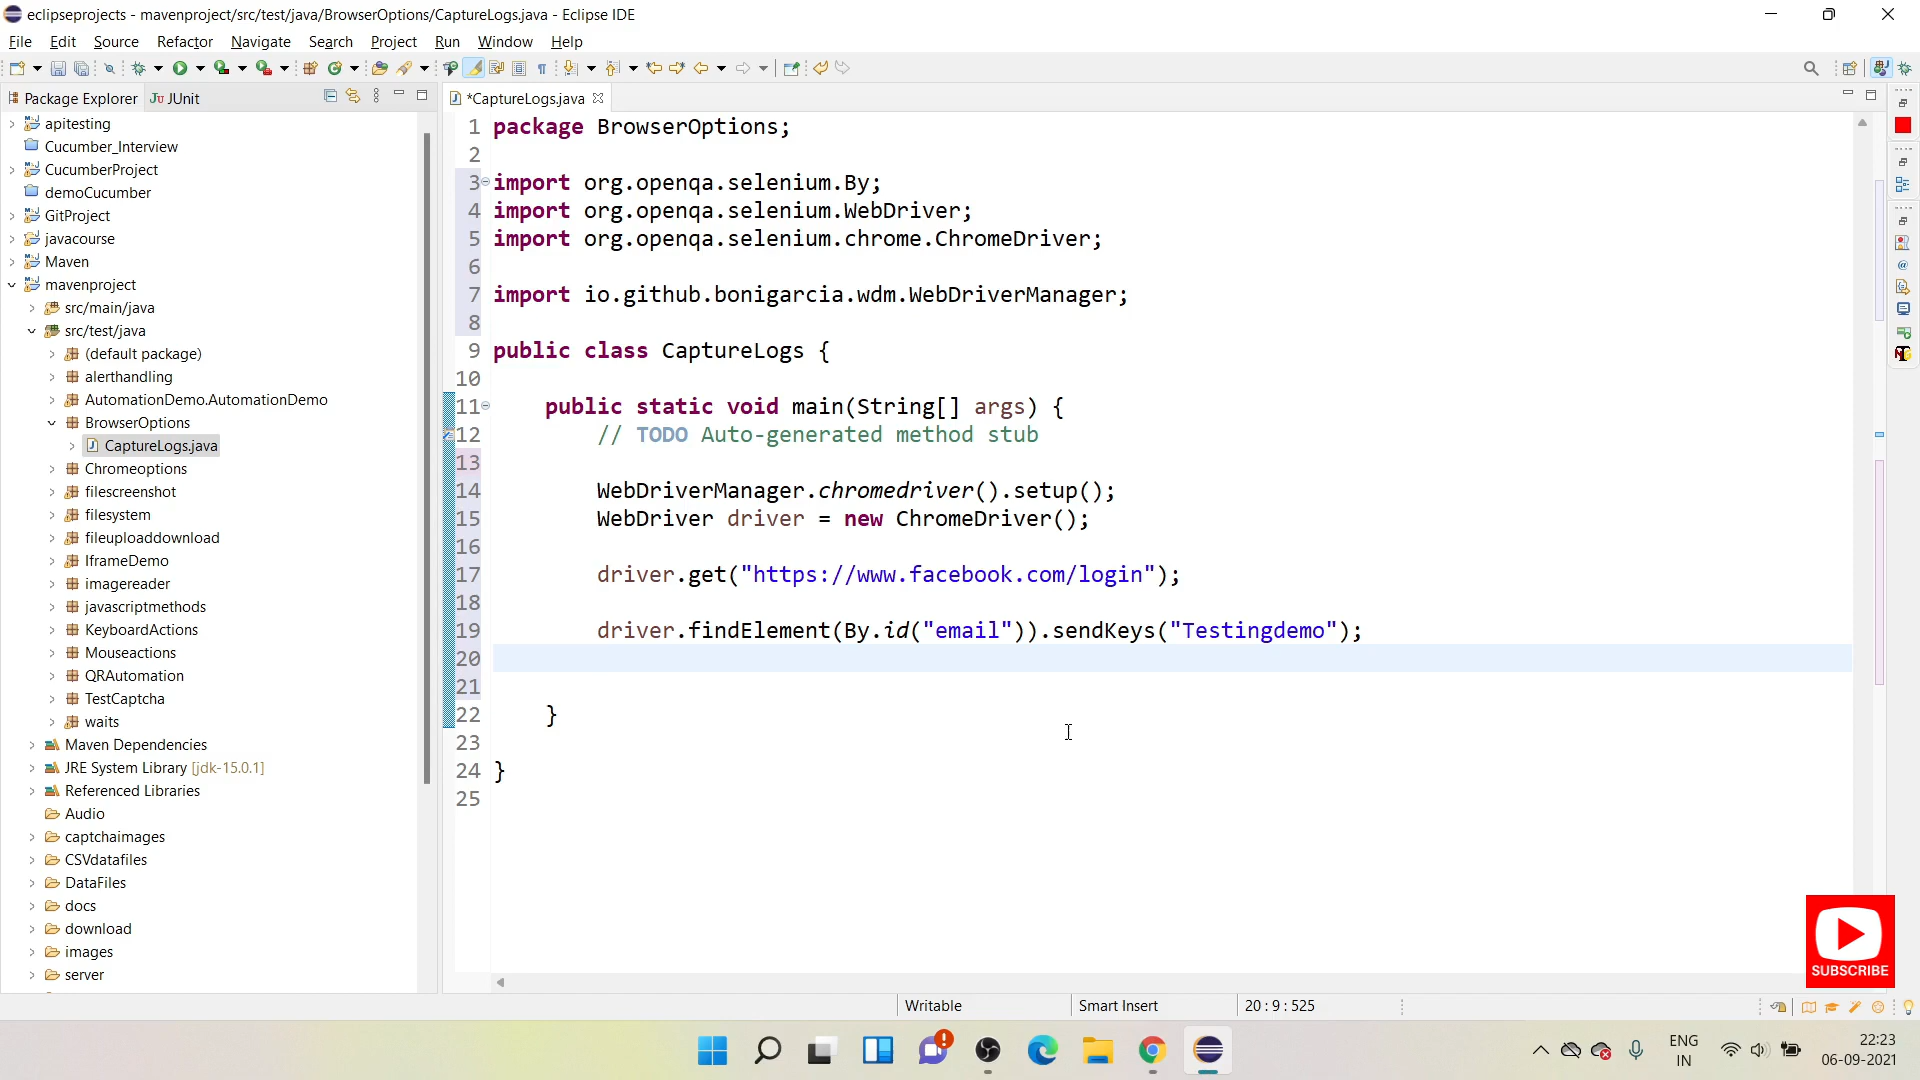 eclipseprojects - mavenproject/src/test/java/BrowserOptions/CaptureLogs.java - Eclipse IDE
File Edit Source Refactor Navigate Search Project Run Window Help
Package Explorer JUnit
*CaptureLogs.java
apitesting
Cucumber_Interview
CucumberProject
demoCucumber
GitProject
javacourse
Maven
mavenproject
src/main/java
src/test/java
(default package)
alerthandling
AutomationDemo.AutomationDemo
BrowserOptions
CaptureLogs.java
Chromeoptions
filescreenshot
filesystem
fileuploaddownload
IframeDemo
imagereader
javascriptmethods
KeyboardActions
Mouseactions
QRAutomation
TestCaptcha
waits
Maven Dependencies
JRE System Library [jdk-15.0.1]
Referenced Libraries
Audio
captchaimages
CSVdatafiles
DataFiles
docs
download
images
server
1 package BrowserOptions;
2
3 import org.openqa.selenium.By;
4 import org.openqa.selenium.WebDriver;
5 import org.openqa.selenium.chrome.ChromeDriver;
6
7 import io.github.bonigarcia.wdm.WebDriverManager;
8
9 public class CaptureLogs {
10
11 public static void main(String[] args) {
12 // TODO Auto-generated method stub
13
14 WebDriverManager.chromedriver().setup();
15 WebDriver driver = new ChromeDriver();
16
17 driver.get("https://www.facebook.com/login");
18
19 driver.findElement(By.id("email")).sendKeys("Testingdemo");
20
21
22 }
23
24 }
25
SUBSCRIBE
Writable Smart Insert 20 : 9 : 525
ENG
IN
22:23
06-09-2021